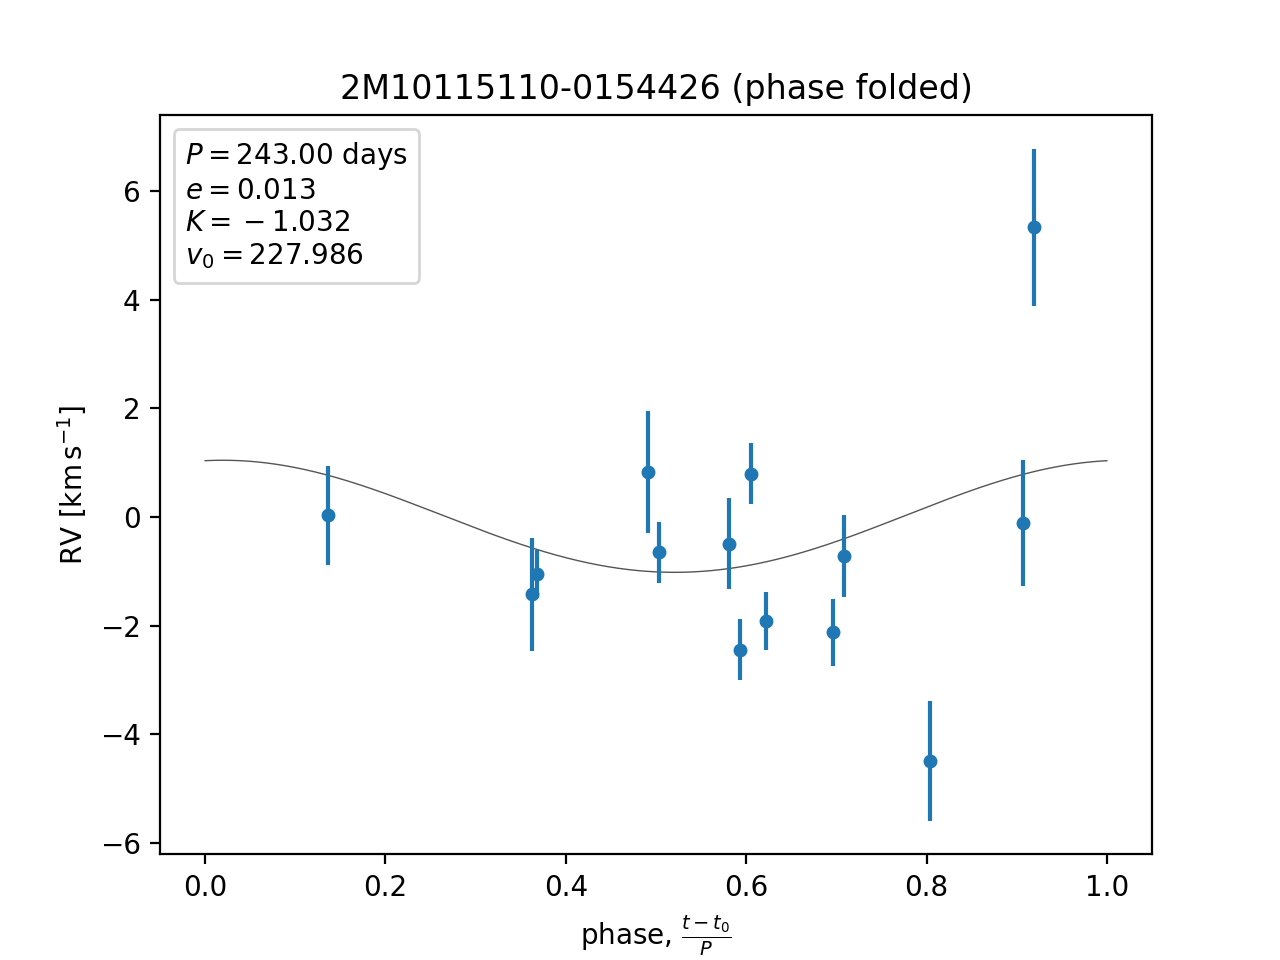 2M10115110-0154426 (phase folded)
P = 243.00 days
e = 0.013
K = −1.032
v₀ = 227.986
RV [km s⁻¹]
6
4
2
0
−2
−4
−6
0.0 0.2 0.4 0.6 0.8 1.0
phase, (t − t₀)/P